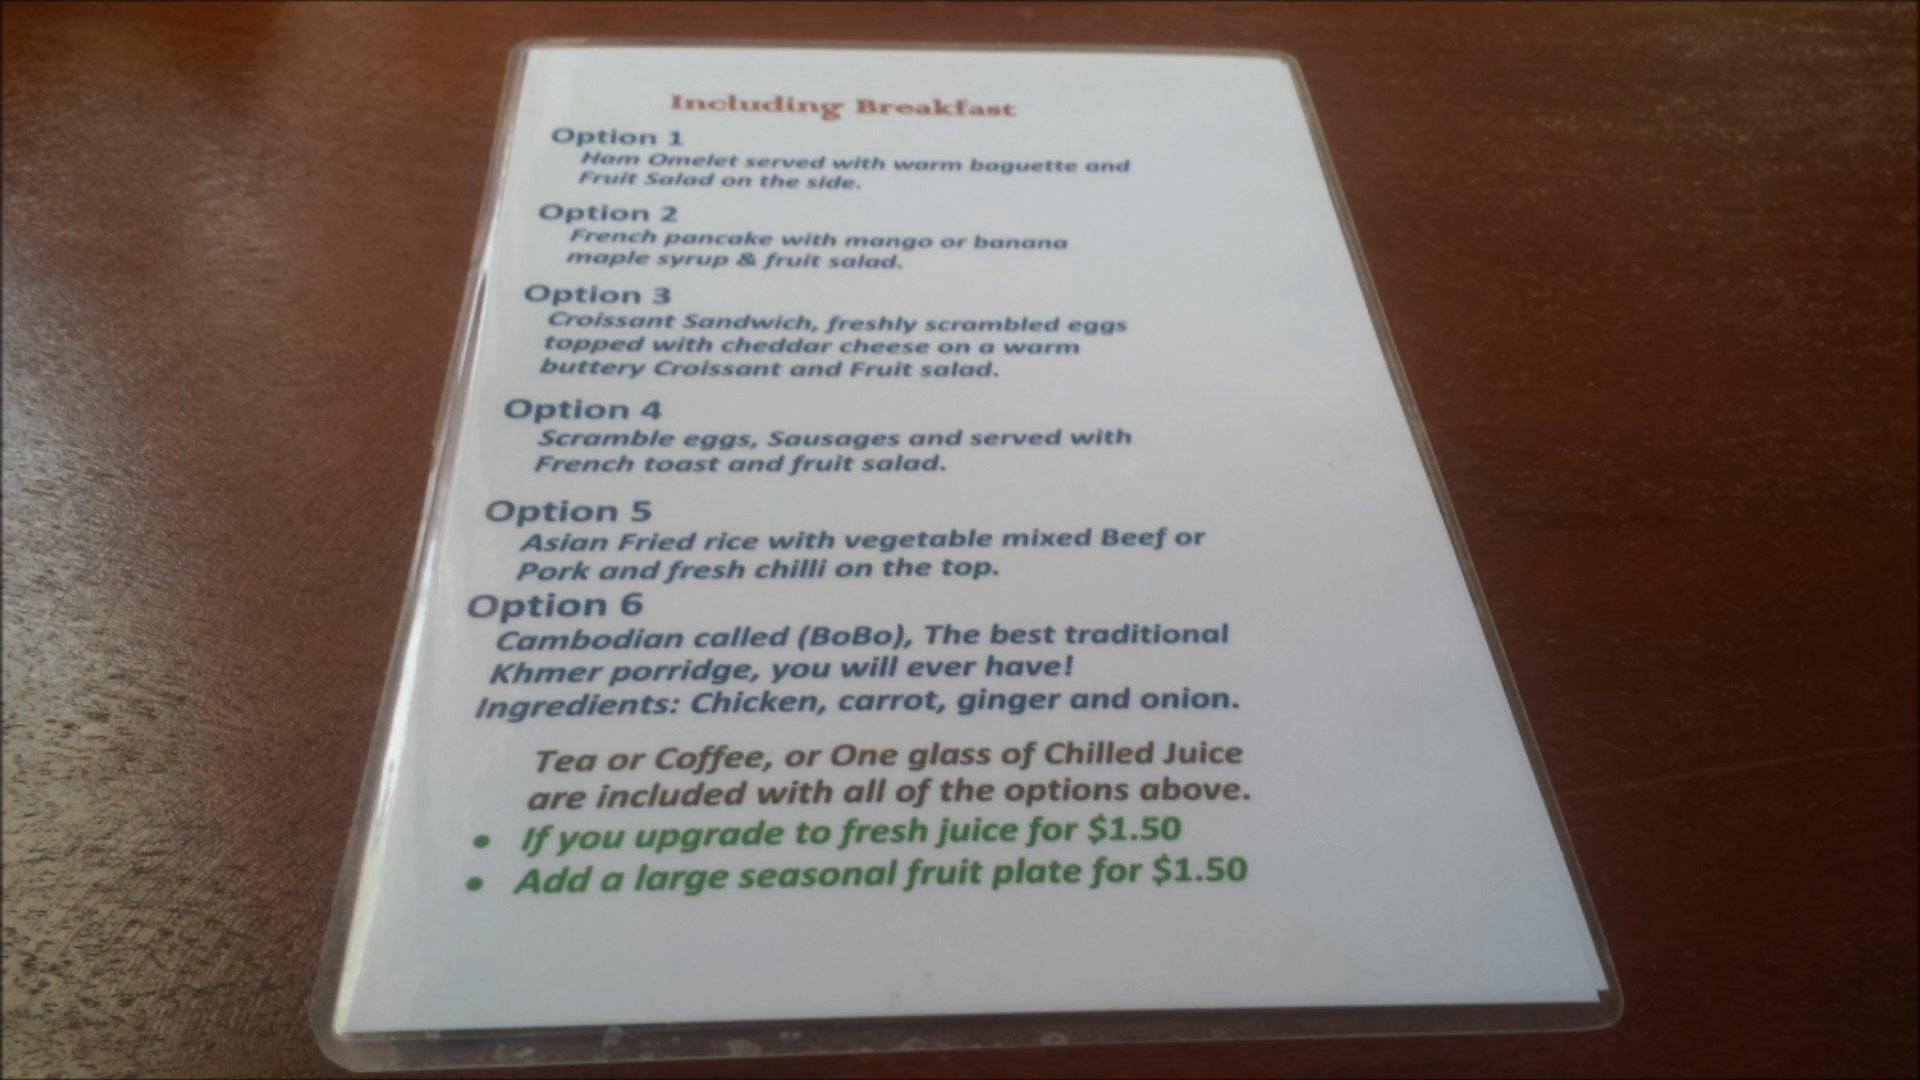 Including Breakfast
Option 1
Ham Omelet served with warm baguette and
Fruit Salad on the side.
Option 2
French pancake with mango or banana
maple syrup & fruit salad.
Option 3
Croissant Sandwich, freshly scrambled eggs
topped with cheddar cheese on a warm
buttery Croissant and Fruit salad.
Option 4
Scramble eggs, Sausages and served with
French toast and fruit salad.
Option 5
Asian Fried rice with vegetable mixed Beef or
Pork and fresh chilli on the top.
Option 6
Cambodian called (BoBo), The best traditional
Khmer porridge, you will ever have!
Ingredients: Chicken, carrot, ginger and onion.
Tea or Coffee, or One glass of Chilled Juice
are included with all of the options above.
• If you upgrade to fresh juice for $1.50
• Add a large seasonal fruit plate for $1.50